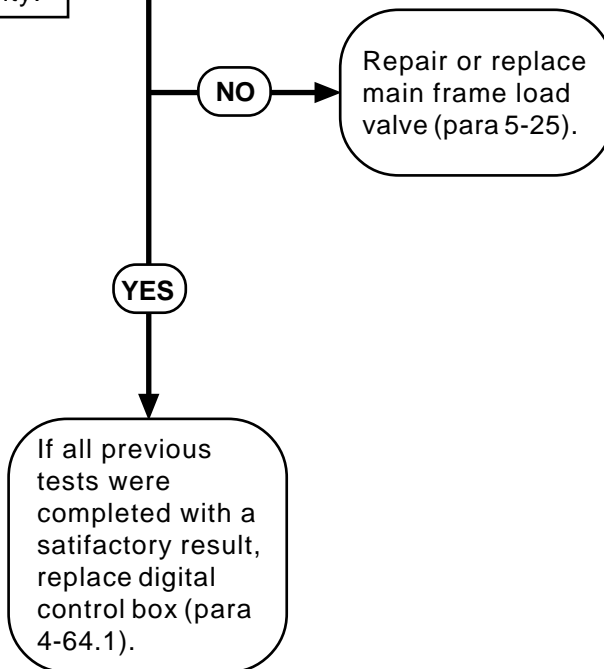 NO
Repair or replace
main frame load
valve (para 5-25).
YES
If all previous
tests were
completed with a
satifactory result,
replace digital
control box (para
4-64.1).